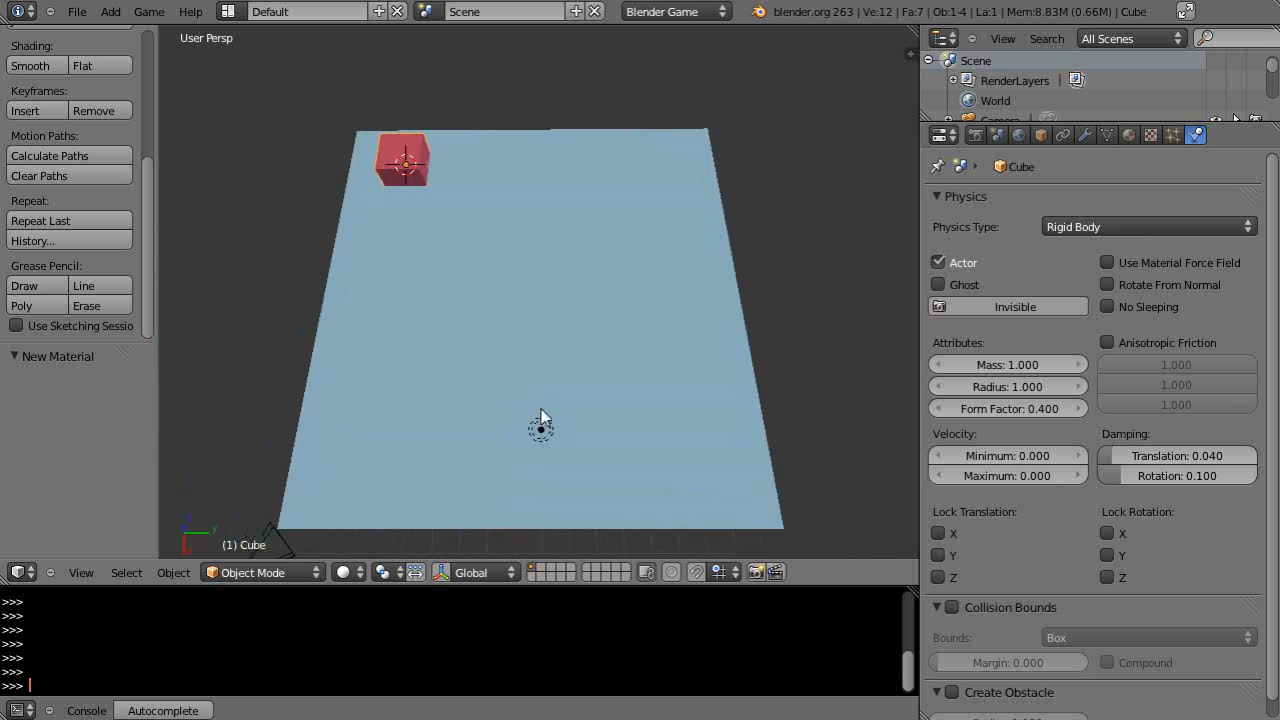 File Add Game Help Default Scene Blender Game blender.org 263 | Ve:12 | Fa:7 | Ob:1-4 | La:1 | Mem:8.83M (0.66M) | Cube
Shading:
Smooth Flat
Keyframes:
Insert Remove
Motion Paths:
Calculate Paths
Clear Paths
Repeat:
Repeat Last
History...
Grease Pencil:
Draw Line
Poly Erase
Use Sketching Sessio
New Material
User Persp
y
(1) Cube
View Select Object Object Mode Global
>>>
>>>
>>>
>>>
>>>
>>>
>>>
Console Autocomplete
View Search All Scenes
Scene
RenderLayers |
World
Cube
Physics
Physics Type: Rigid Body
Actor Use Material Force Field
Ghost Rotate From Normal
Invisible No Sleeping
Attributes: Anisotropic Friction
Mass: 1.000 1.000
Radius: 1.000 1.000
Form Factor: 0.400 1.000
Velocity: Damping:
Minimum: 0.000 Translation: 0.040
Maximum: 0.000 Rotation: 0.100
Lock Translation: Lock Rotation:
X X
Y Y
Z Z
Collision Bounds
Bounds: Box
Margin: 0.000 Compound
Create Obstacle